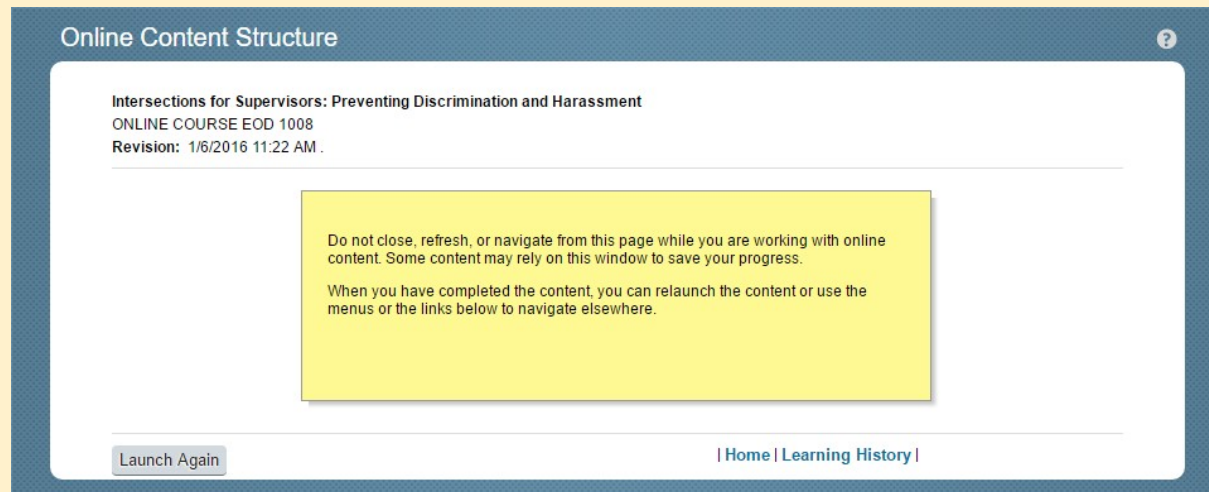 Online Content Structure
?
Intersections for Supervisors: Preventing Discrimination and Harassment
ONLINE COURSE EOD 1008
Revision: 1/6/2016 11:22 AM .
Do not close, refresh, or navigate from this page while you are working with online
content. Some content may rely on this window to save your progress.
When you have completed the content, you can relaunch the content or use the
menus or the links below to navigate elsewhere.
Launch Again
| Home | Learning History |